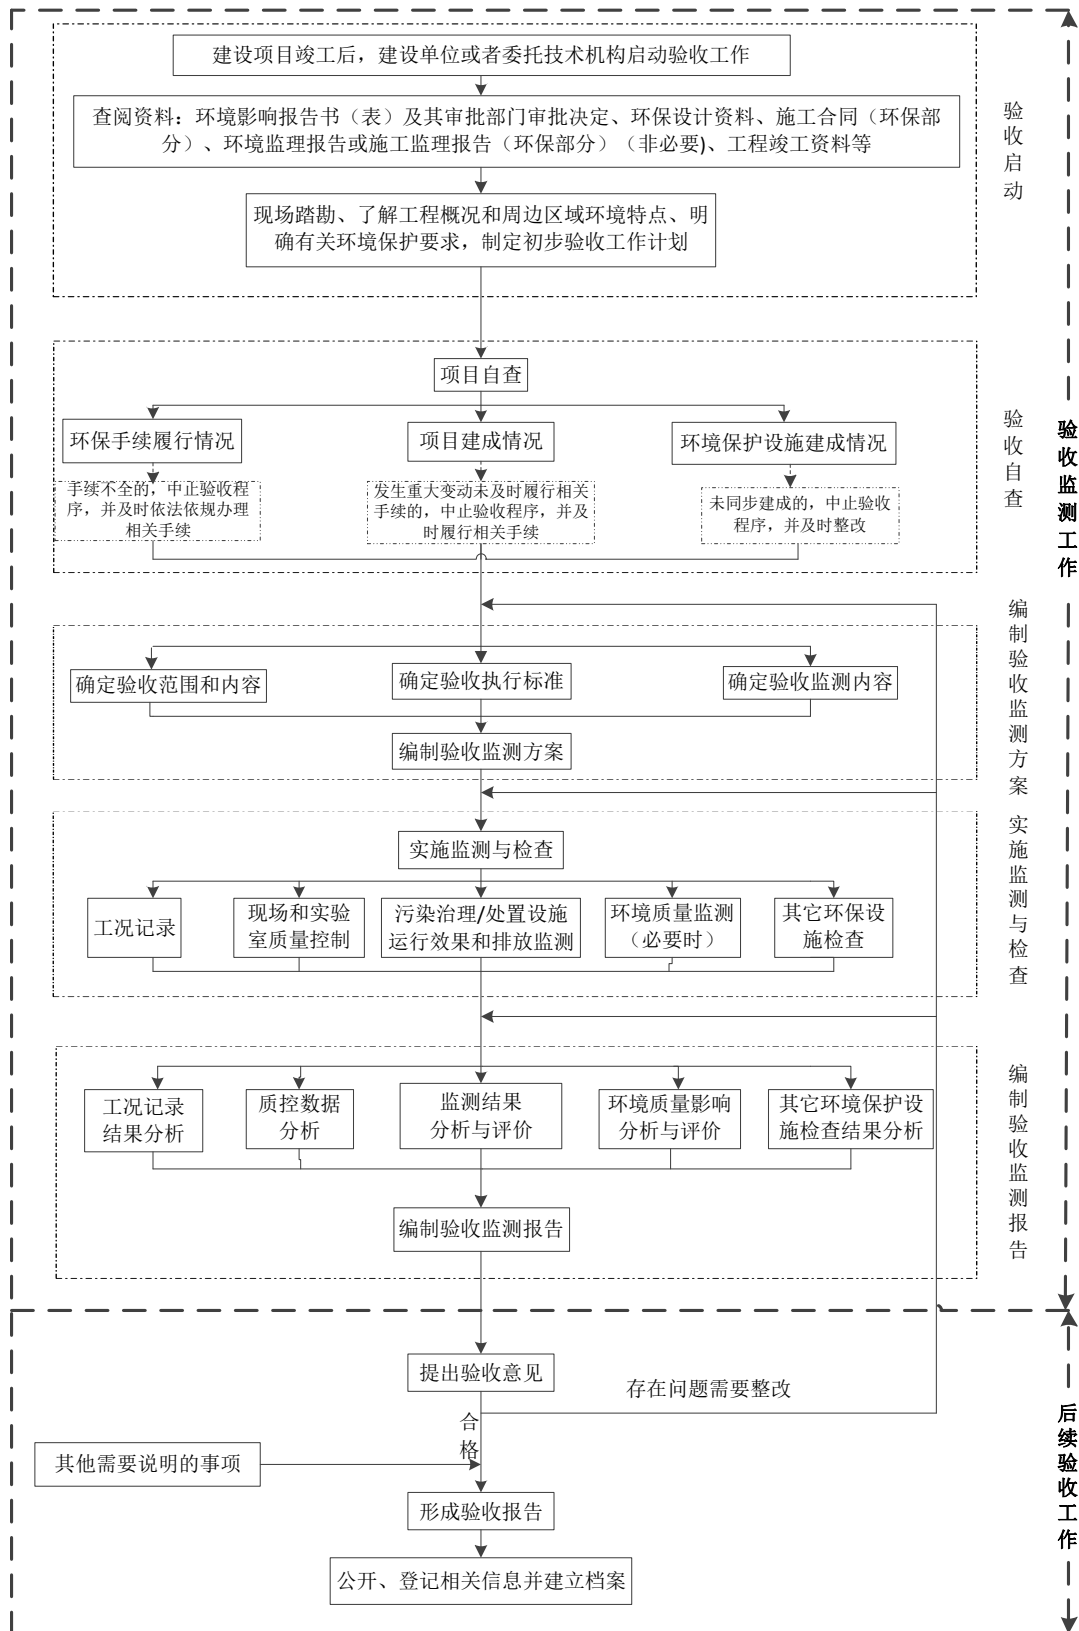 建设项目竣工后，建设单位或者委托技术机构启动验收工作
查阅资料：环境影响报告书（表）及其审批部门审批决定、环保设计资料、施工合同（环保部
分）、环境监理报告或施工监理报告（环保部分）（非必要)、工程竣工资料等
现场踏勘、了解工程概况和周边区域环境特点、明
确有关环境保护要求，制定初步验收工作计划
验收启动
项目自查
环保手续履行情况
项目建成情况
环境保护设施建成情况
手续不全的，中止验收程
序，并及时依法依规办理
相关手续
发生重大变动未及时履行相关
手续的，中止验收程序，并及
时履行相关手续
未同步建成的，中止验收
程序，并及时整改
验收自查
验收监测工作
确定验收范围和内容
确定验收执行标准
确定验收监测内容
编制验收监测方案
编制验收监测方案
实施监测与检查
工况记录
现场和实验
室质量控制
污染治理/处置设施
运行效果和排放监测
环境质量监测
（必要时）
其它环保设
施检查
实施监测与检查
工况记录
结果分析
质控数据
分析
监测结果
分析与评价
环境质量影响
分析与评价
其它环境保护设
施检查结果分析
编制验收监测报告
编制验收监测报告
提出验收意见
存在问题需要整改
合格
其他需要说明的事项
形成验收报告
公开、登记相关信息并建立档案
后续验收工作